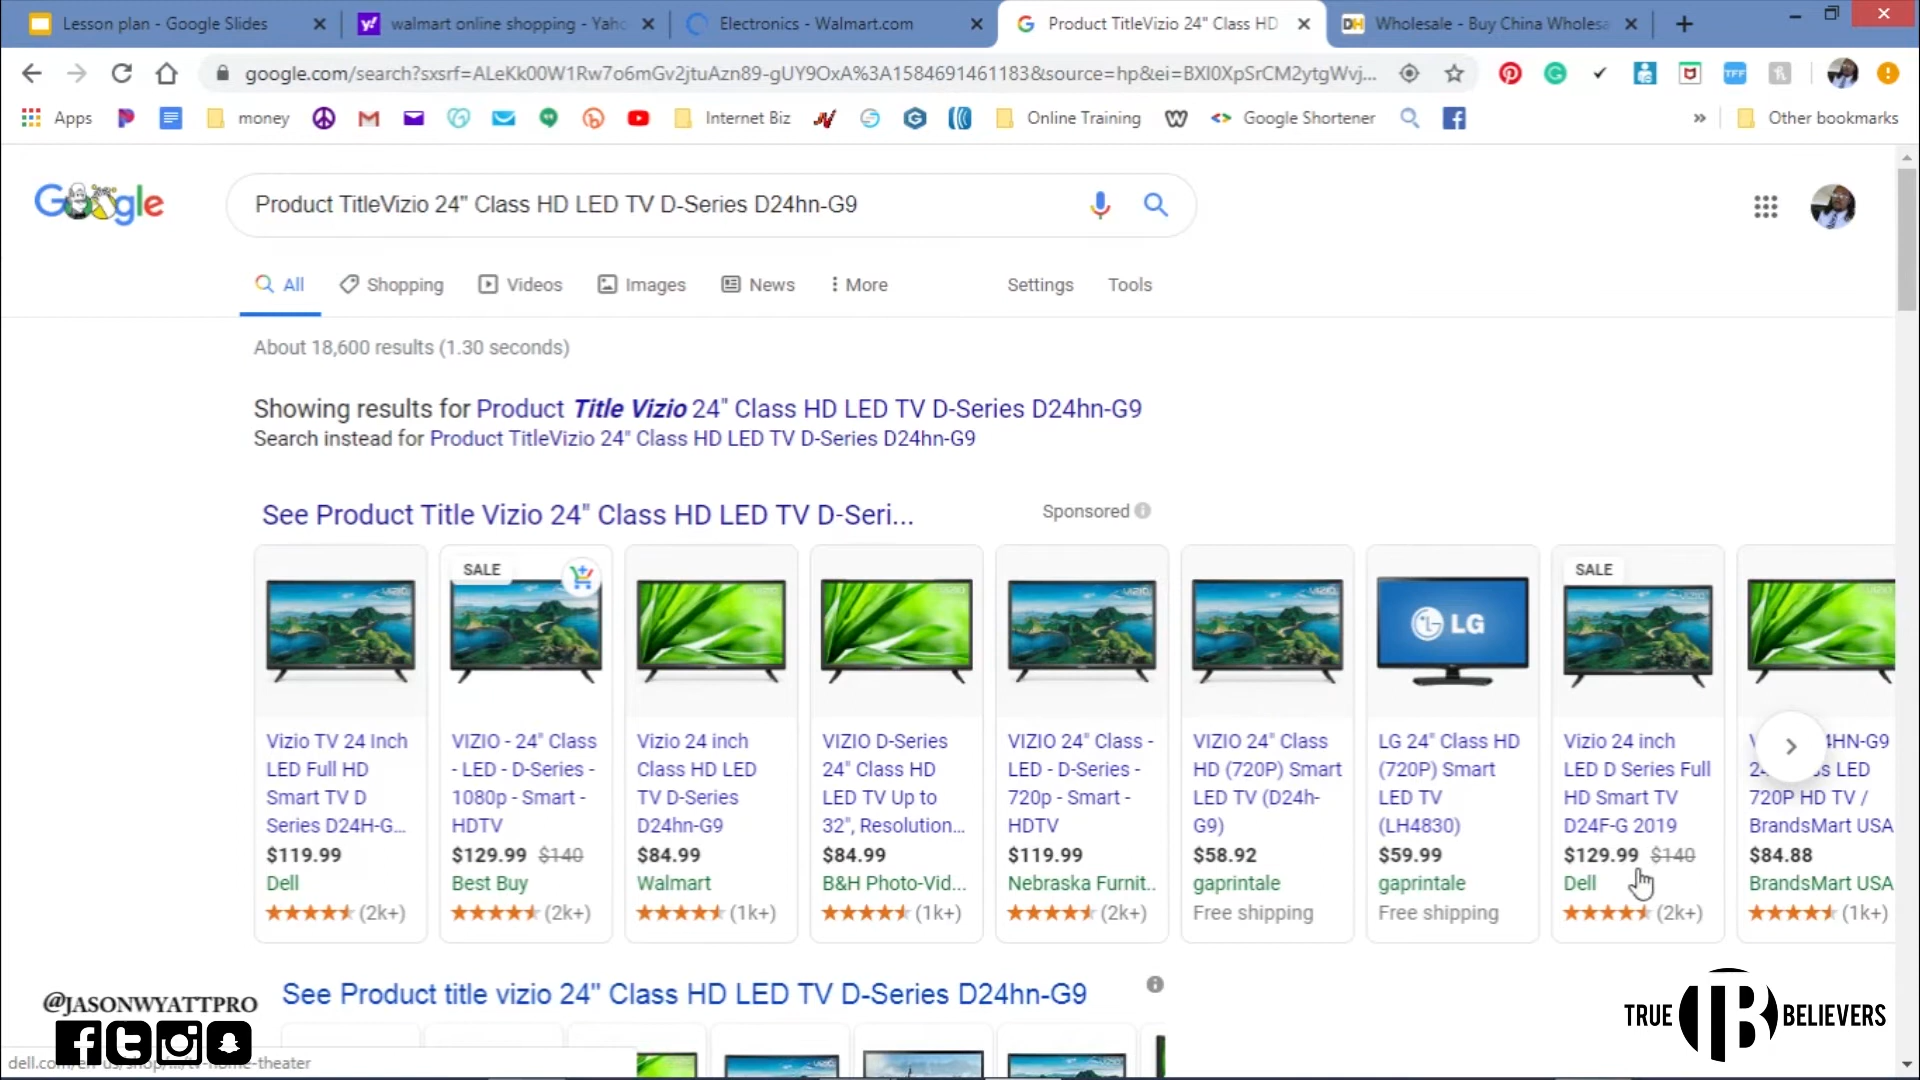 Lesson plan - Google Slides
walmart online shopping - Yaho
Electronics - Walmart.com
Product TitleVizio 24" Class HD
Wholesale - Buy China Wholesa
google.com/search?sxsrf=ALeKk00W1Rw7o6mGv2jtuAzn89-gUY9OxA%3A1584691461183&source=hp&ei=BXI0XpSrCM2ytgWvj...
Apps
money
Internet Biz
Online Training
Google Shortener
Other bookmarks
Google
Product TitleVizio 24" Class HD LED TV D-Series D24hn-G9
All Shopping Videos Images News More Settings Tools
About 18,600 results (1.30 seconds)
Showing results for Product Title Vizio 24" Class HD LED TV D-Series D24hn-G9
Search instead for Product TitleVizio 24" Class HD LED TV D-Series D24hn-G9
See Product Title Vizio 24" Class HD LED TV D-Seri...
Sponsored
Vizio TV 24 Inch
LED Full HD
Smart TV D
Series D24H-G...
$119.99
Dell
(2k+)
SALE
VIZIO - 24" Class
- LED - D-Series -
1080p - Smart -
HDTV
$129.99 $140
Best Buy
(2k+)
Vizio 24 inch
Class HD LED
TV D-Series
D24hn-G9
$84.99
Walmart
(1k+)
VIZIO D-Series
24" Class HD
LED TV Up to
32", Resolution...
$84.99
B&H Photo-Vid...
(1k+)
VIZIO 24" Class -
LED - D-Series -
720p - Smart -
HDTV
$119.99
Nebraska Furnit..
(2k+)
VIZIO 24" Class
HD (720P) Smart
LED TV (D24h-
G9)
$58.92
gaprintale
Free shipping
LG
LG 24" Class HD
(720P) Smart
LED TV
(LH4830)
$59.99
gaprintale
Free shipping
SALE
Vizio 24 inch
LED D Series Full
HD Smart TV
D24F-G 2019
$129.99 $140
Dell
(2k+)
4HN-G9
LED
720P HD TV /
BrandsMart USA
$84.88
BrandsMart USA
(1k+)
See Product title vizio 24" Class HD LED TV D-Series D24hn-G9
@JASONWYATTPRO
TRUE TB BELIEVERS